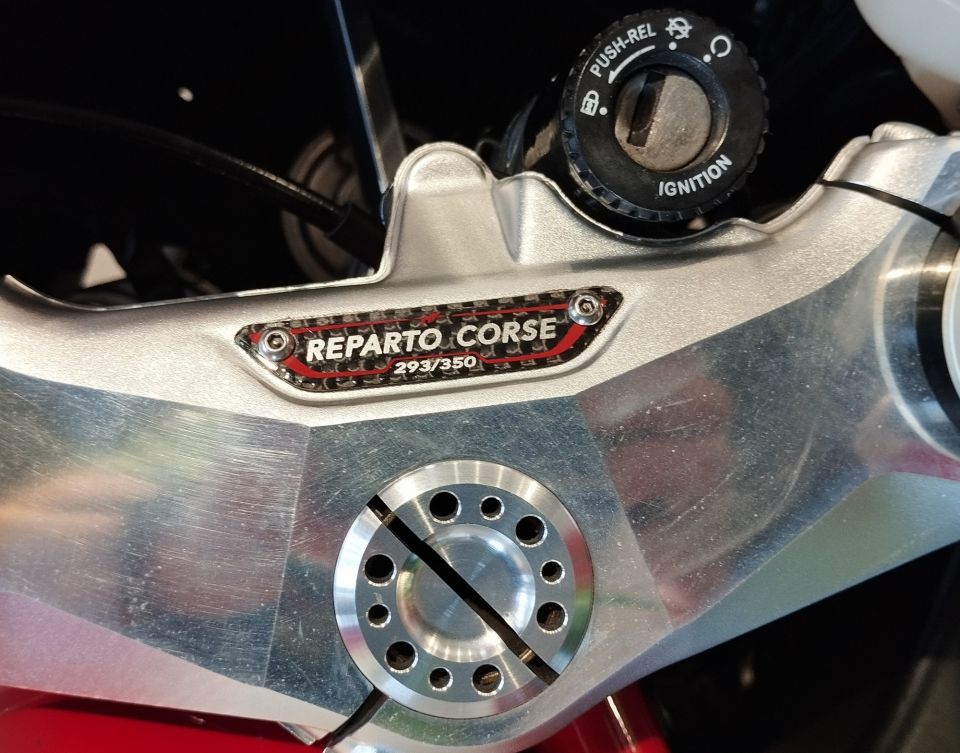 PUSH-REL
IGNITION
REPARTO CORSE
293/350